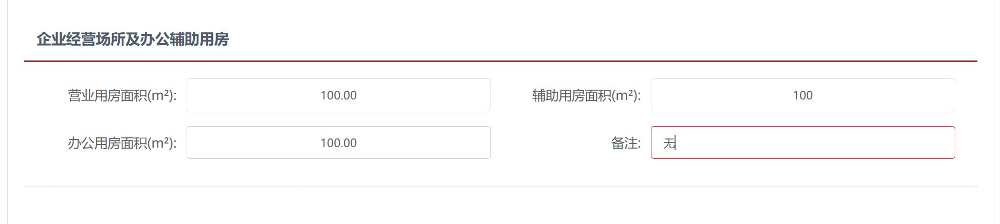 企业经营场所及办公辅助用房
营业用房面积(m²): 100.00 辅助用房面积(m²): 100
办公用房面积(m²): 100.00 备注: 无